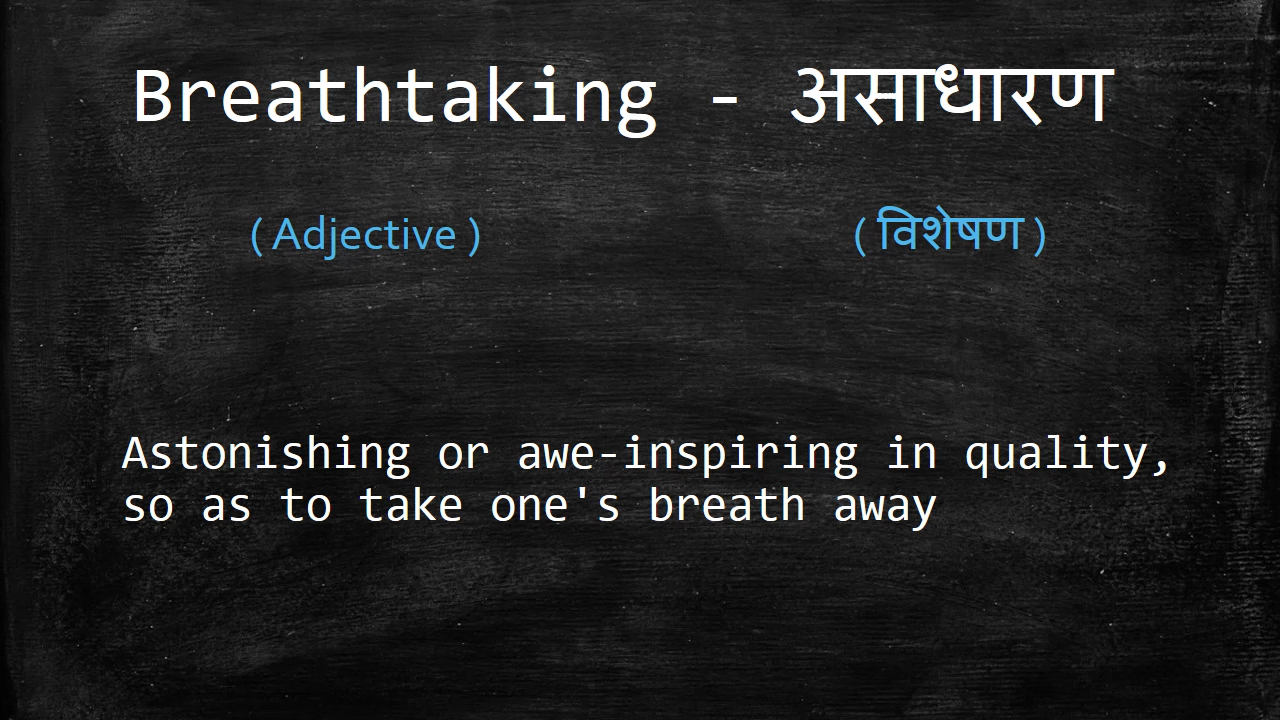 Breathtaking - असाधारण
( Adjective ) ( विशेषण )
Astonishing or awe-inspiring in quality,
so as to take one's breath away